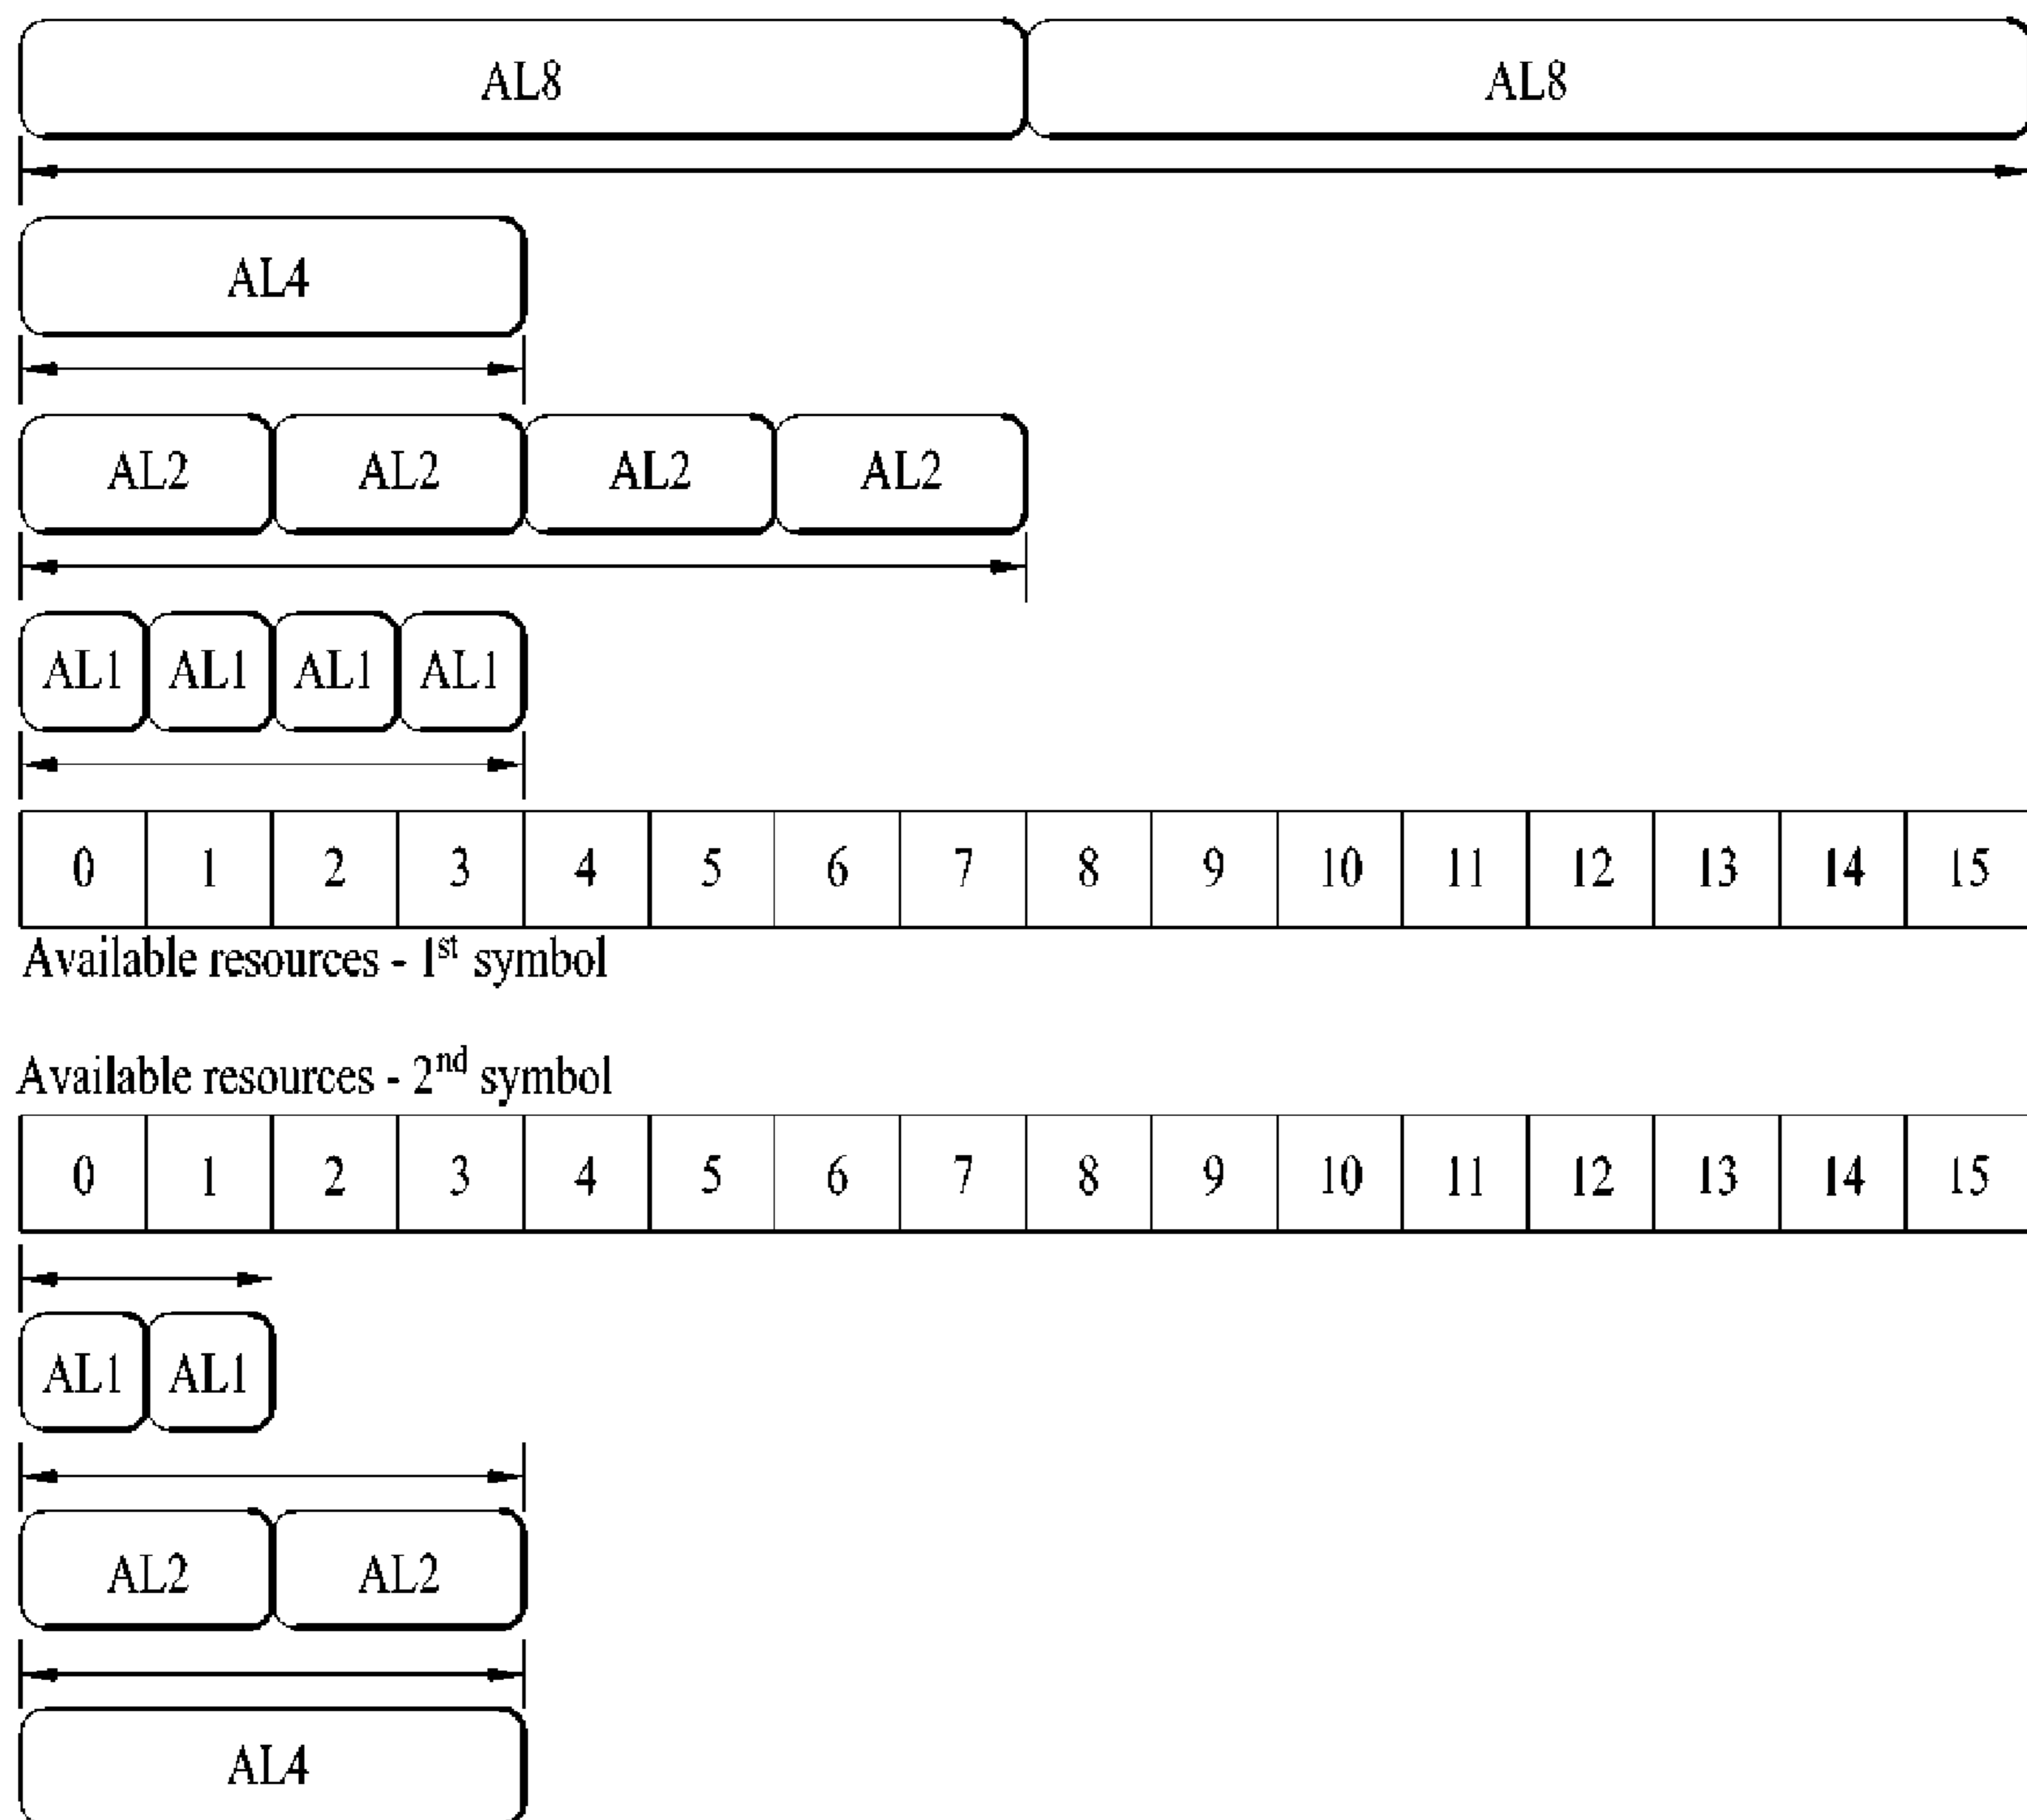 AL8 AL8
AL4
AL2 AL2 AL2 AL2
AL1 AL1 AL1 AL1
0 1 2 3 4 5 6 7 8 9 10 11 12 13 14 15
Available resources - 1st symbol
Available resources - 2nd symbol
0 1 2 3 4 5 6 7 8 9 10 11 12 13 14 15
AL1 AL1
AL2 AL2
AL4